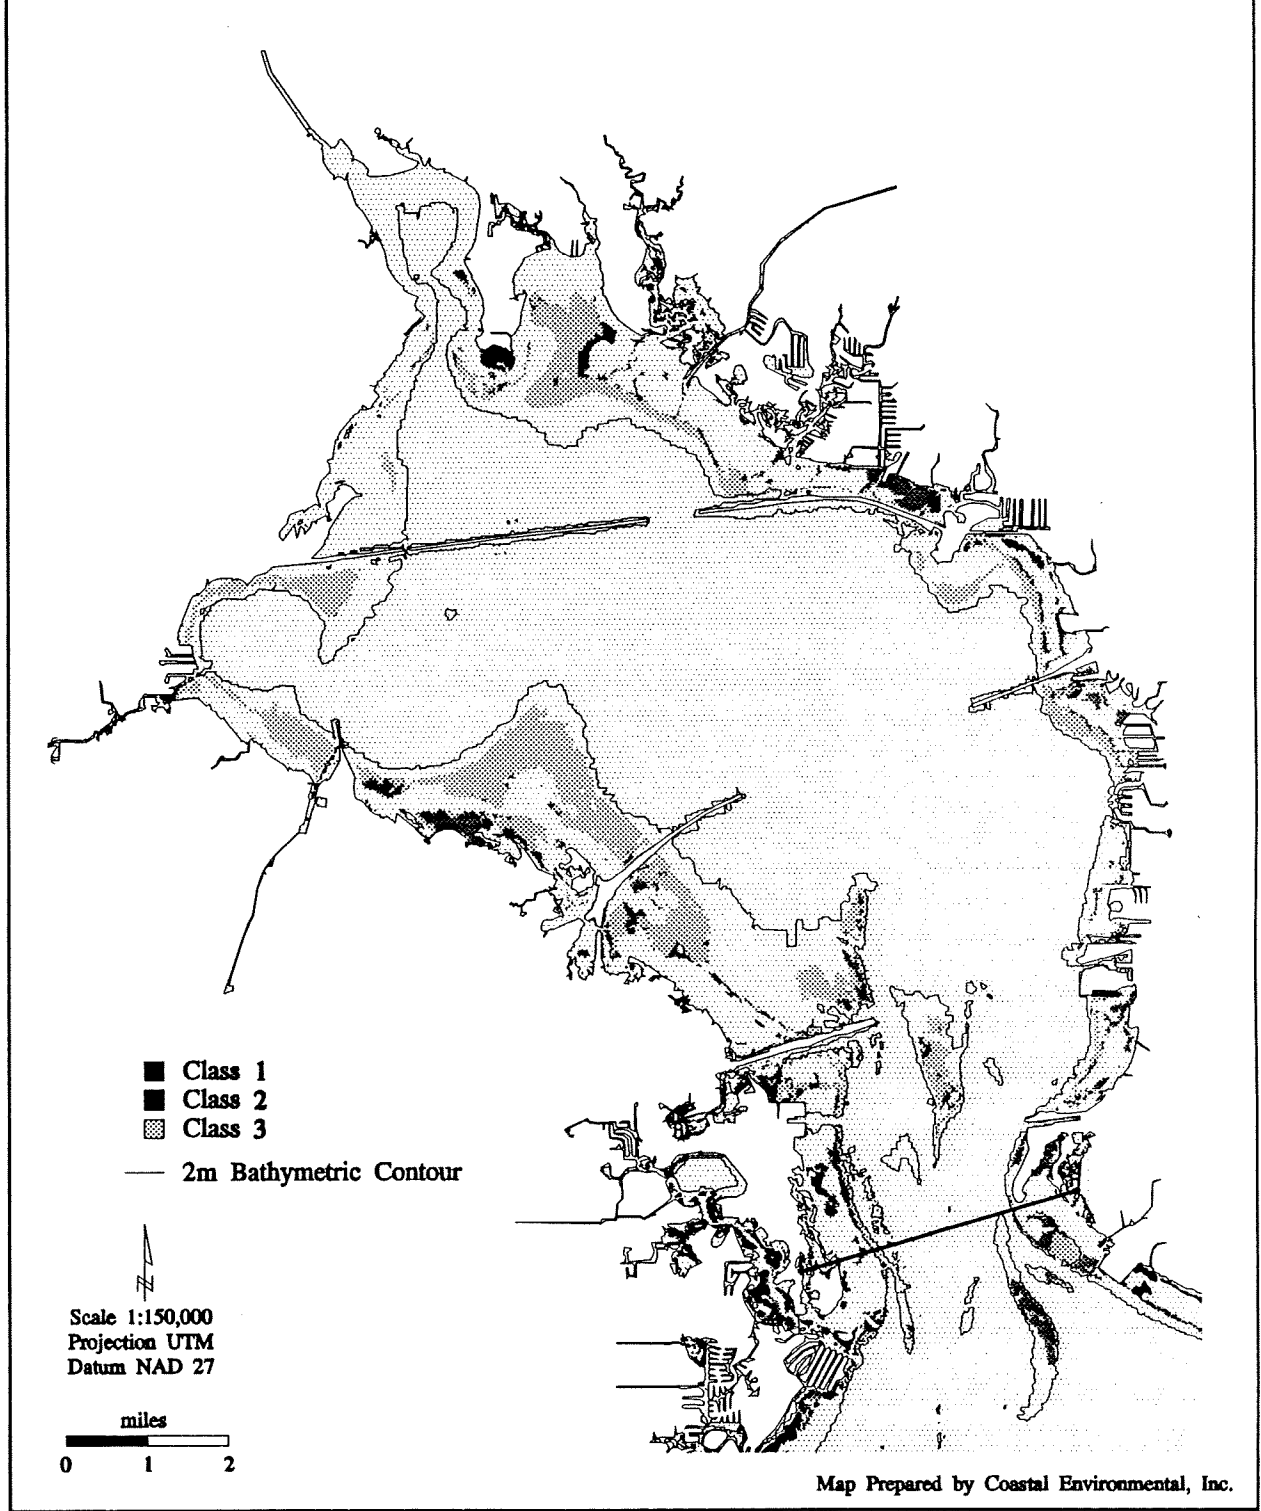 Class 1
Class 2
Class 3
2m Bathymetric Contour
N
Scale 1:150,000
Projection UTM
Datum NAD 27
miles
0 1 2
Map Prepared by Coastal Environmental, Inc.